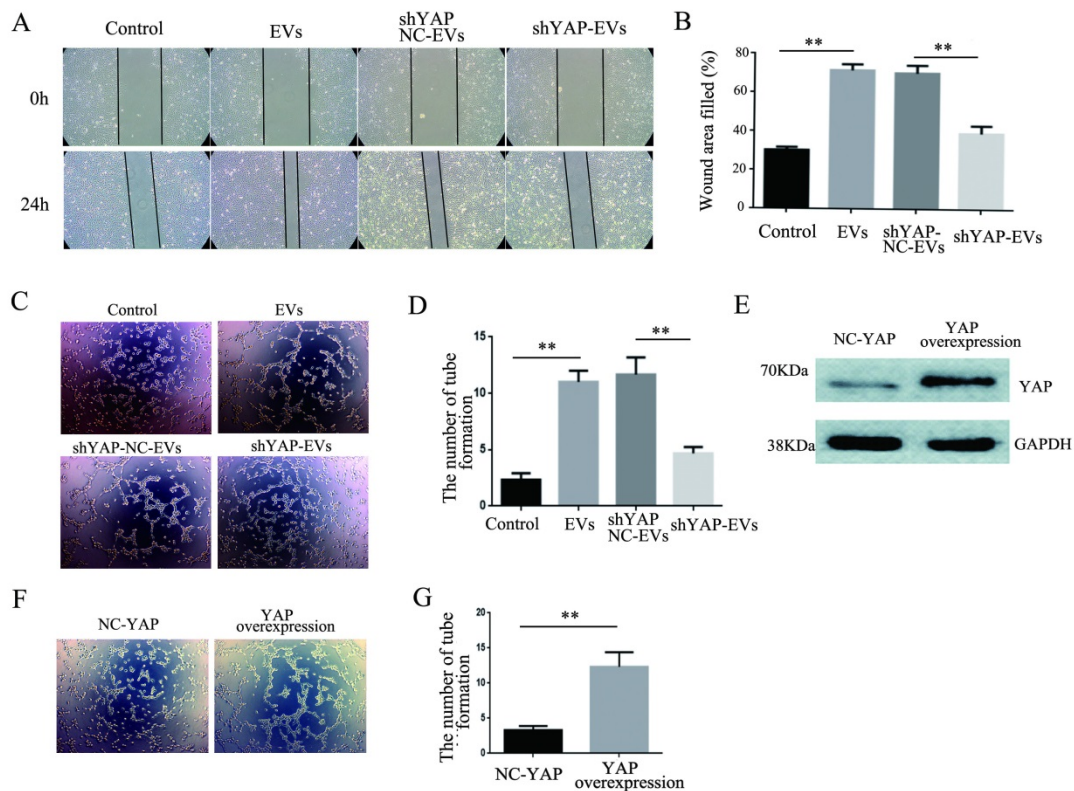 A
Control
EVs
shYAP
NC-EVs
shYAP-EVs
0h
24h
B
Wound area filled (%)
80
60
40
20
0
**
**
Control
EVs
shYAP-
NC-EVs
shYAP-EVs
C
Control
EVs
shYAP-NC-EVs
shYAP-EVs
D
The number of tube
formation
15
10
5
0
**
**
Control
EVs
shYAP
NC-EVs
shYAP-EVs
E
NC-YAP
YAP
overexpression
70KDa
YAP
38KDa
GAPDH
F
NC-YAP
YAP
overexpression
G
The number of tube
formation
20
15
10
5
0
**
NC-YAP
YAP
overexpression